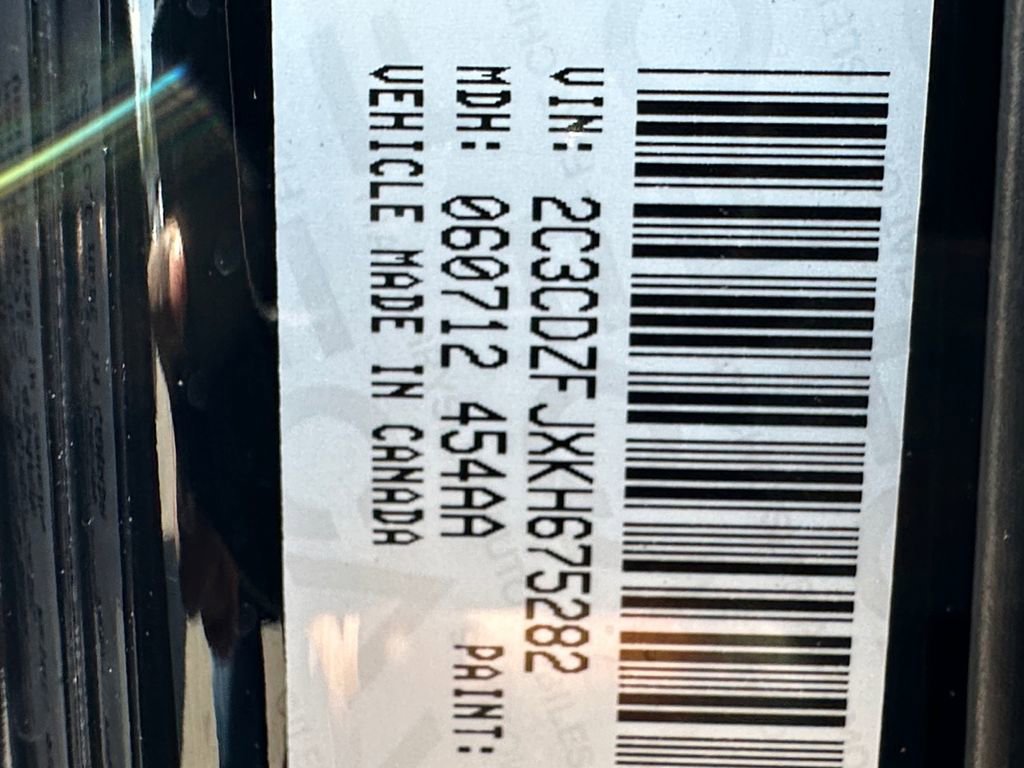 VIN: 2C3CDZFJXKH675282
MDH: 060712 454AA PAINT:
VEHICLE MADE IN CANADA